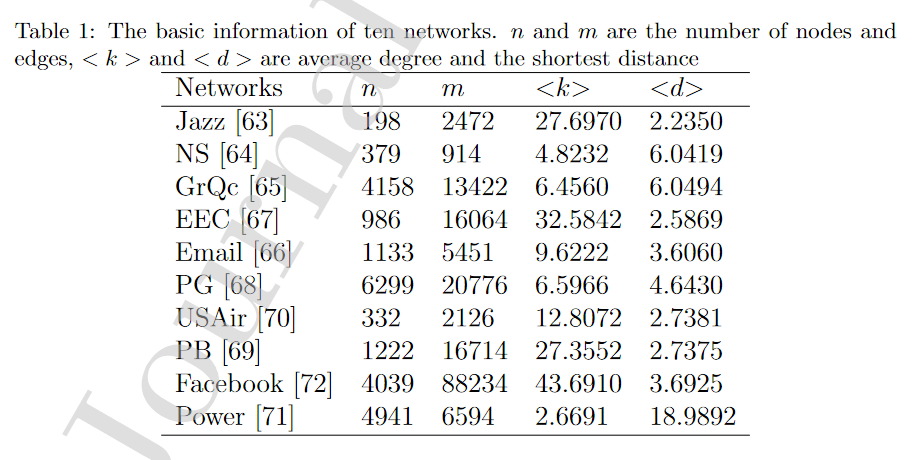 Table 1: The basic information of ten networks. n and m are the number of nodes and
edges, < k > and < d > are average degree and the shortest distance
Networks n m <k> <d>
Jazz [63] 198 2472 27.6970 2.2350
NS [64] 379 914 4.8232 6.0419
GrQc [65] 4158 13422 6.4560 6.0494
EEC [67] 986 16064 32.5842 2.5869
Email [66] 1133 5451 9.6222 3.6060
PG [68] 6299 20776 6.5966 4.6430
USAir [70] 332 2126 12.8072 2.7381
PB [69] 1222 16714 27.3552 2.7375
Facebook [72] 4039 88234 43.6910 3.6925
Power [71] 4941 6594 2.6691 18.9892
Journal